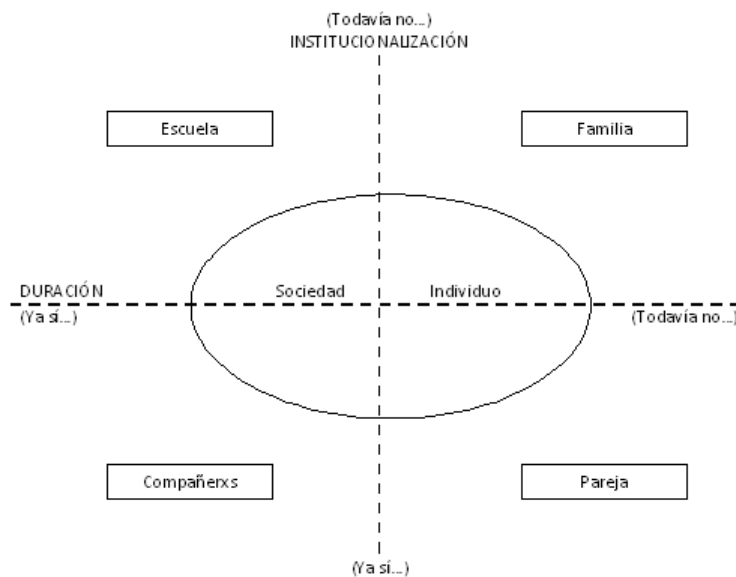 (Todavía no...)
INSTITUCIONALIZACIÓN
Escuela
Familia
DURACIÓN
Sociedad
Individuo
(Ya sí...)
(Todavía no...)
Compañerxs
Pareja
(Ya sí...)